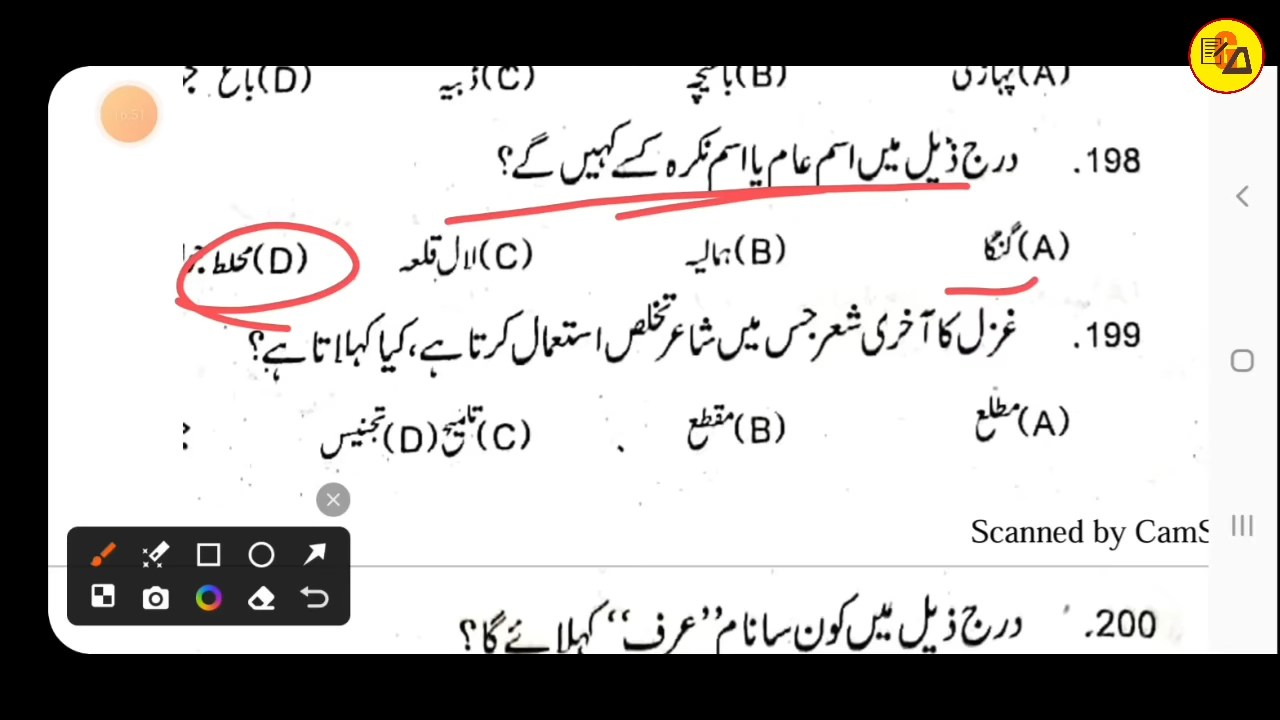 (A) پہاڑی (B) باغیچہ (C) ڈبیہ (D) باغ
198. درج ذیل میں اسم عام یا اسم نکرہ کسے کہیں گے؟
(A) گنگا (B) ہمالیہ (C) لال قلعہ (D)
199. غزل کا آخری شعر جس میں شاعر تخلص استعمال کرتا ہے، کیا کہلاتا ہے؟
(A) مطلع (B) مقطع (C) تلمیح (D) تجنیس
Scanned by CamS
200. درج ذیل میں کون سا نام ”عرف“ کہلائے گا؟